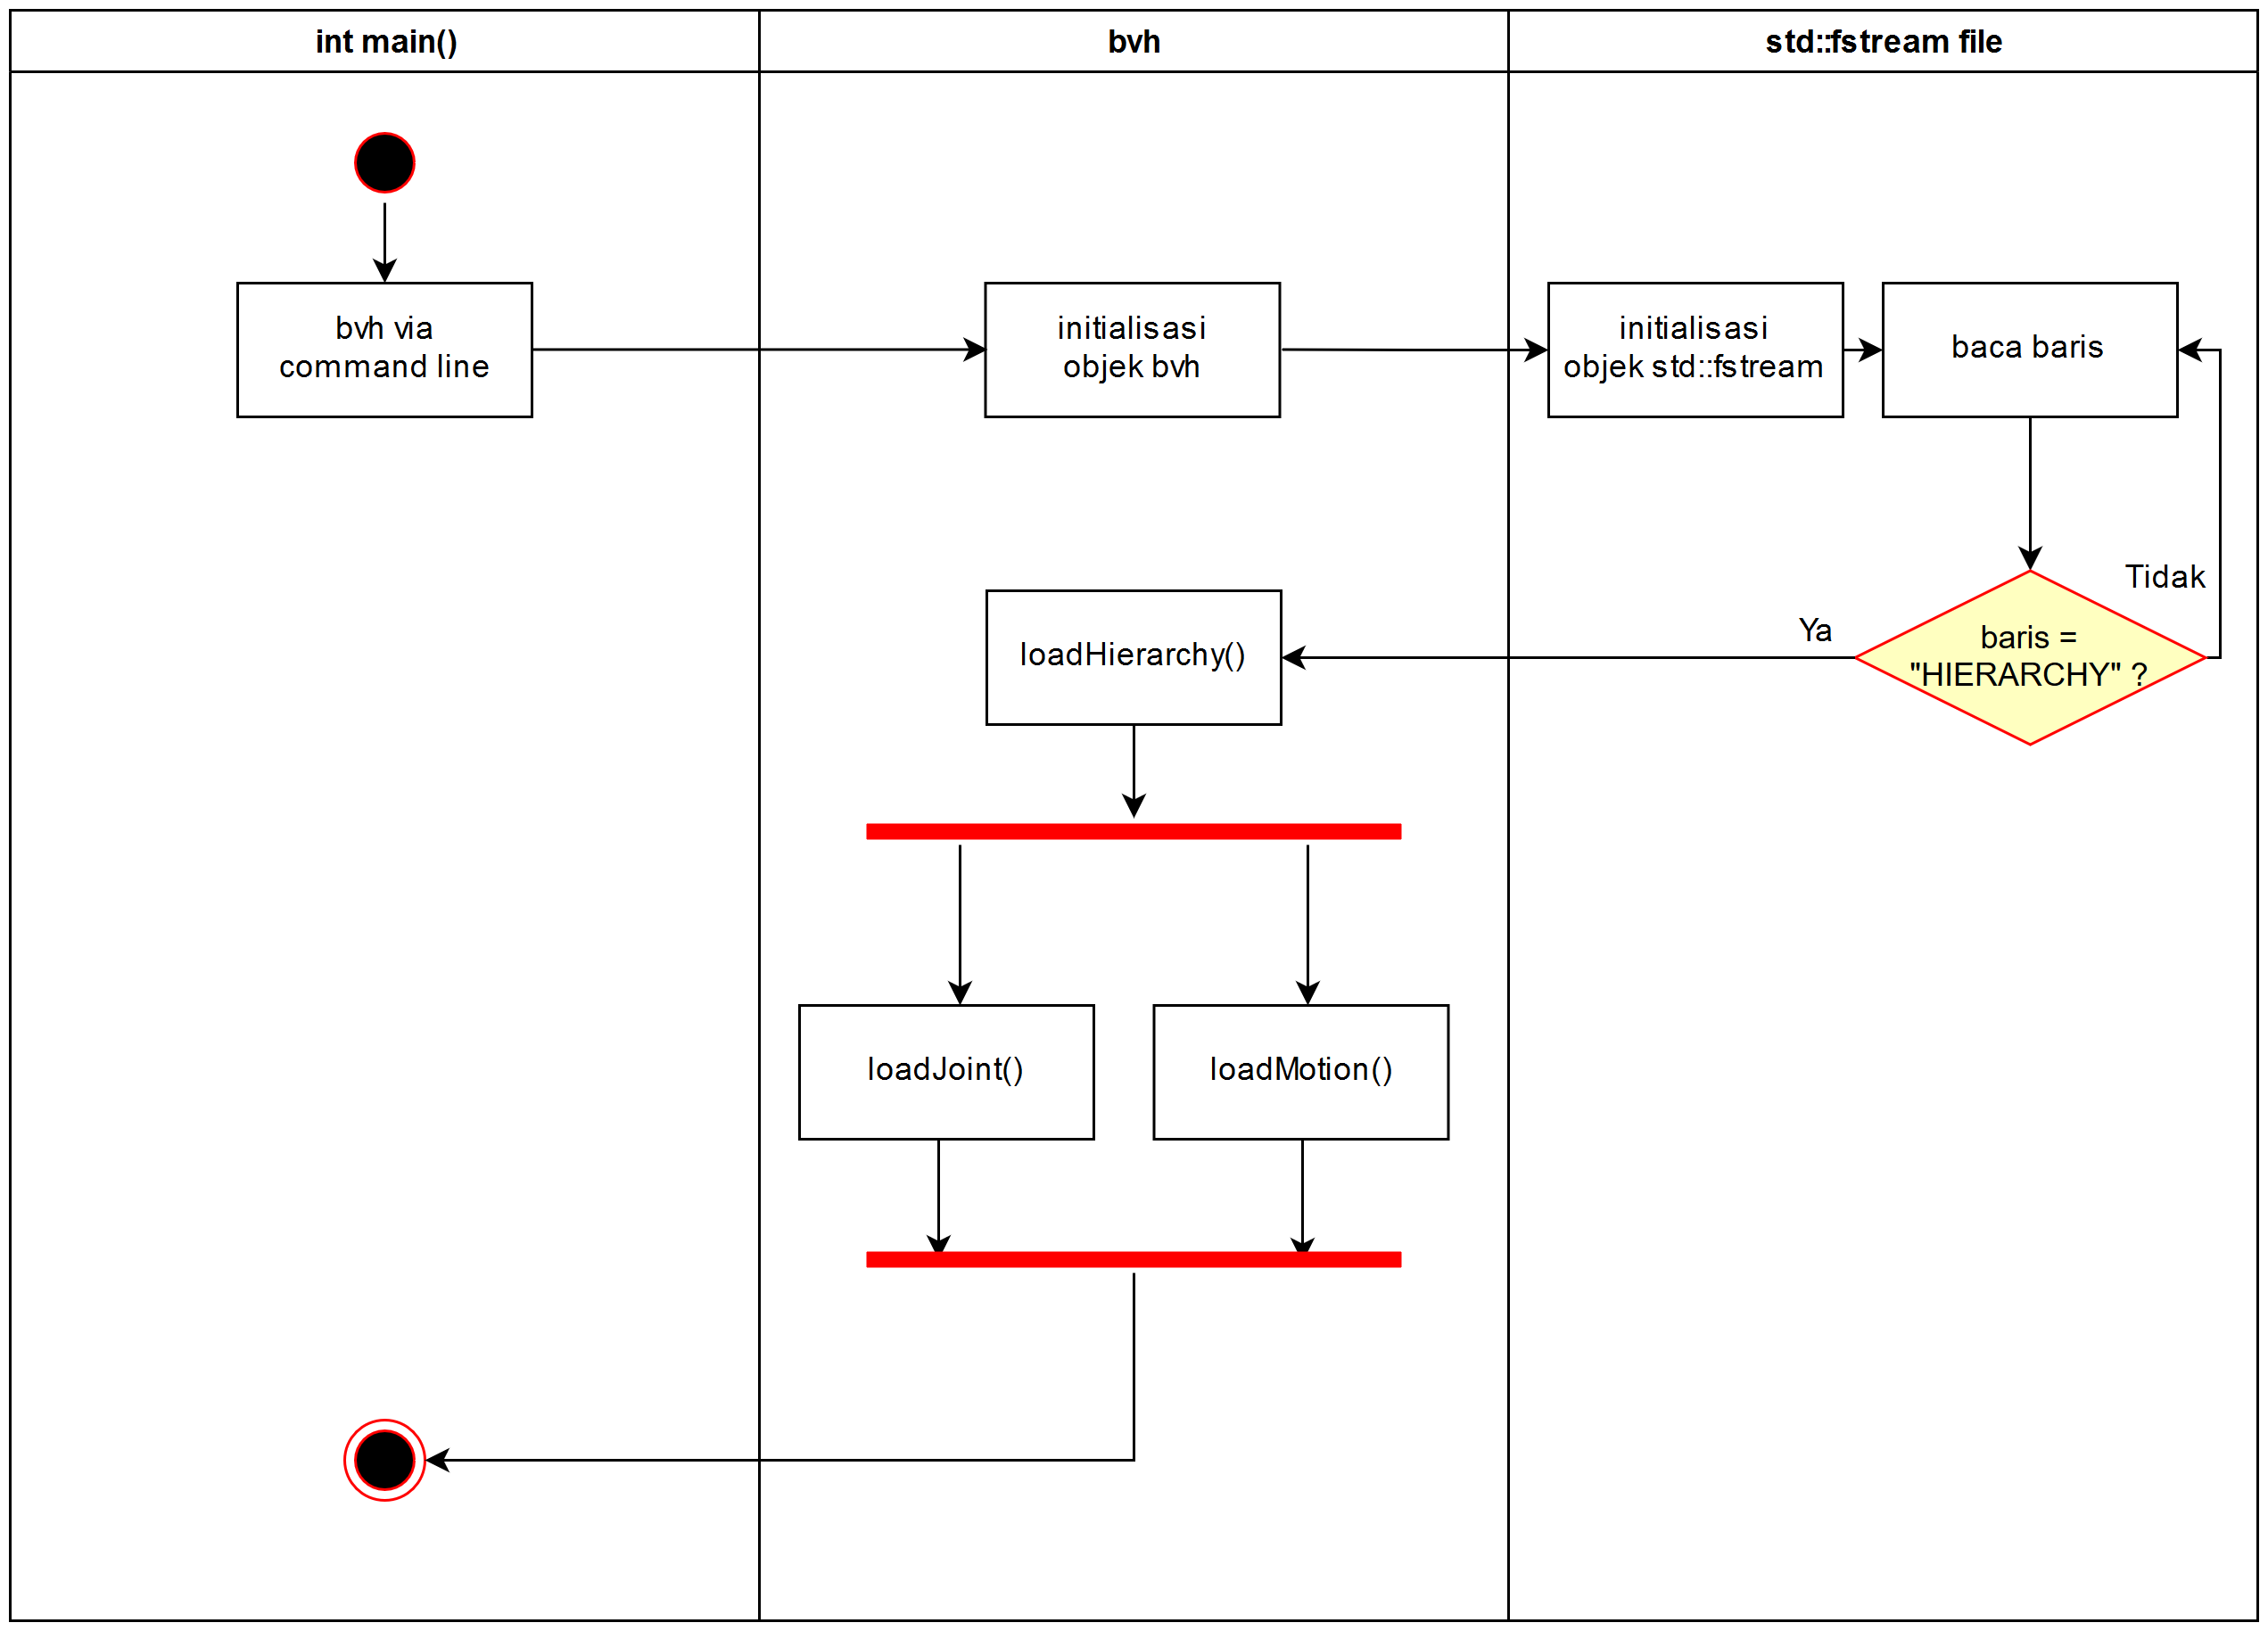 int main()
bvh
std::fstream file
bvh via
command line
initialisasi
objek bvh
initialisasi
objek std::fstream
baca baris
Tidak
Ya
baris =
"HIERARCHY" ?
loadHierarchy()
loadJoint()
loadMotion()